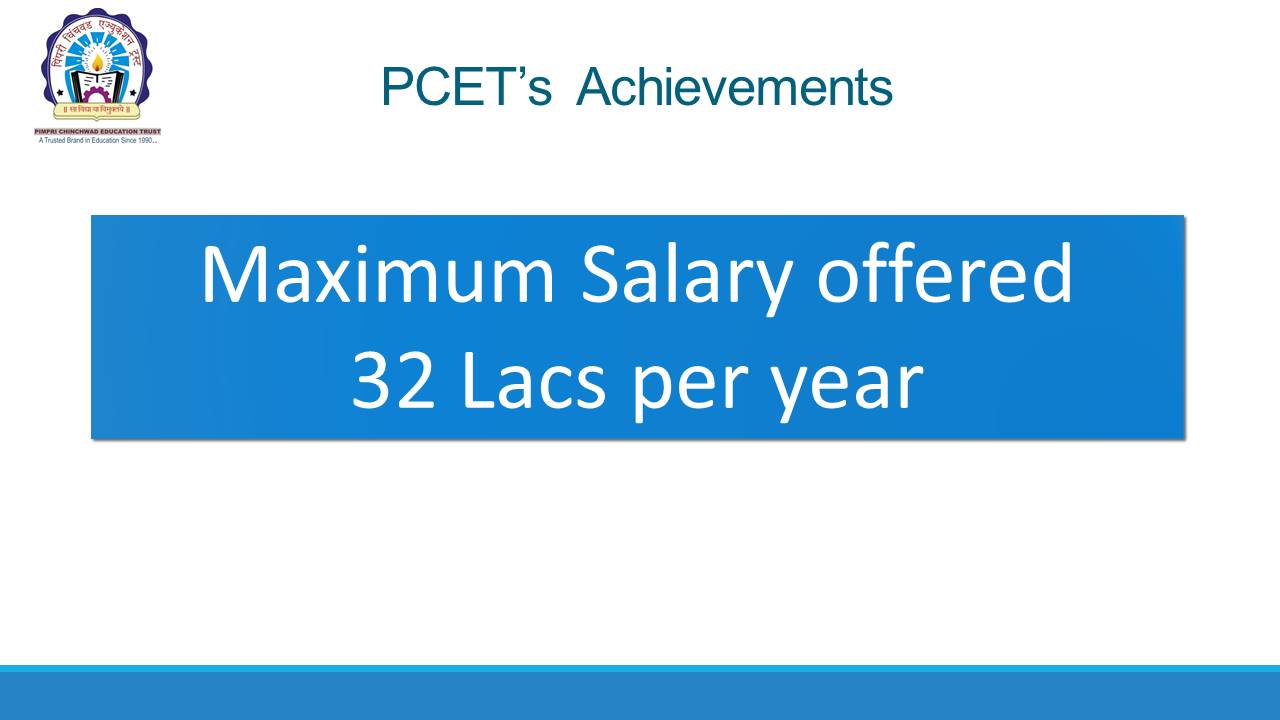 पिंपरी चिंचवड एज्युकेशन ट्रस्ट
॥ सा विद्या या विमुक्तये ॥
PIMPRI CHINCHWAD EDUCATION TRUST
A Trusted Brand in Education Since 1990...
PCET’s Achievements
Maximum Salary offered
32 Lacs per year